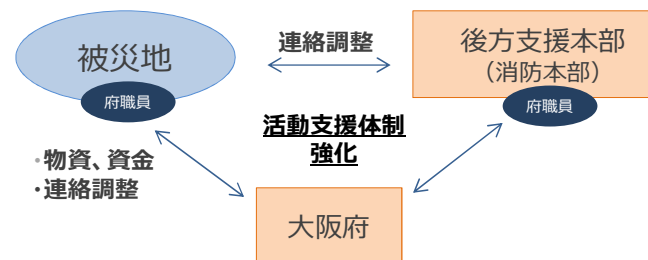 被災地
府職員
連絡調整
後方支援本部
（消防本部）
府職員
活動支援体制
強化
・物資、資金
・連絡調整
大阪府